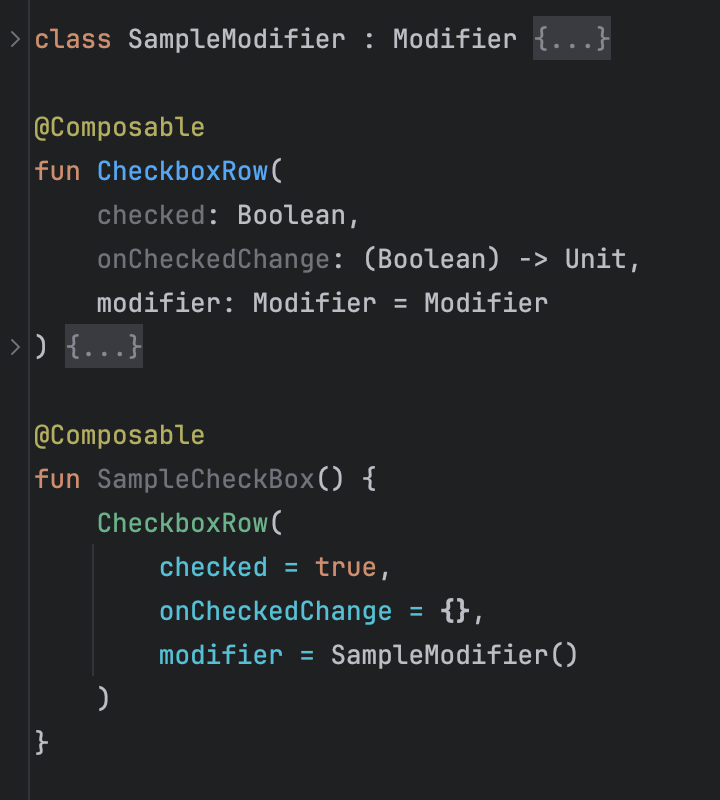 class SampleModifier : Modifier {...}
@Composable
fun CheckboxRow(
checked: Boolean,
onCheckedChange: (Boolean) -> Unit,
modifier: Modifier = Modifier
) {...}
@Composable
fun SampleCheckBox() {
CheckboxRow(
checked = true,
onCheckedChange = {},
modifier = SampleModifier()
)
}